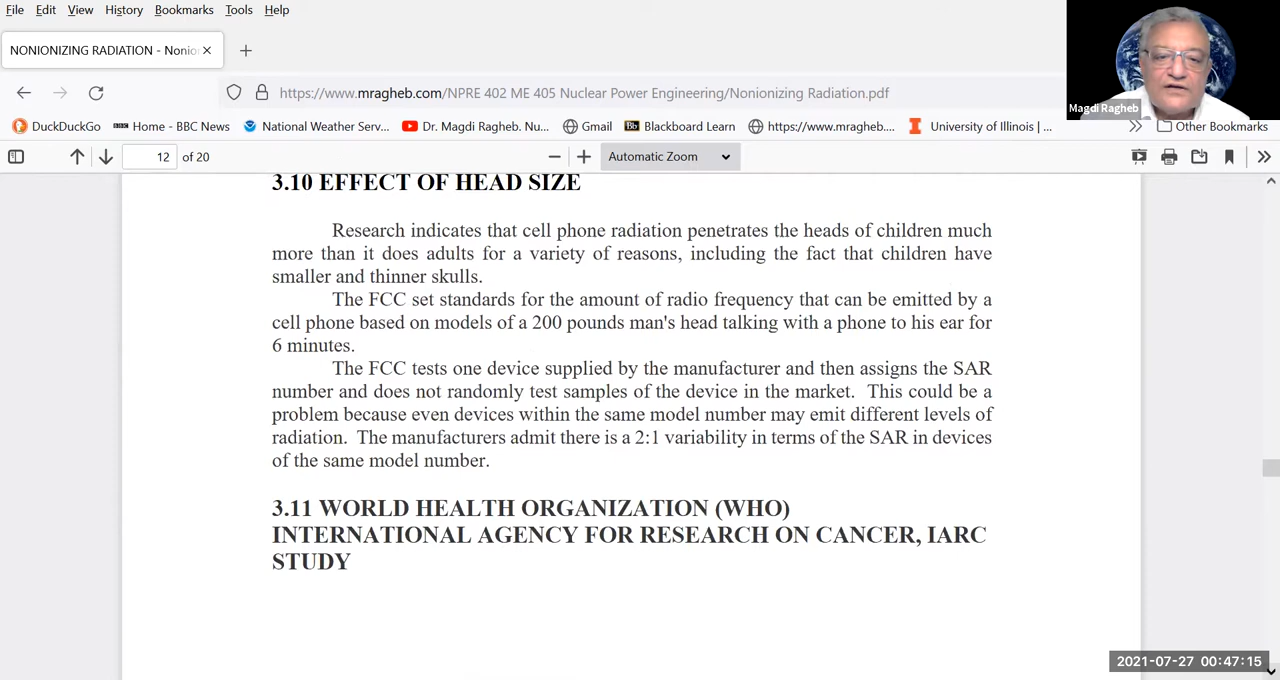 File Edit View History Bookmarks Tools Help
NONIONIZING RADIATION - Nonio
https://www.mragheb.com/NPRE 402 ME 405 Nuclear Power Engineering/Nonionizing Radiation.pdf
Magdi Ragheb
DuckDuckGo BBC Home - BBC News National Weather Serv... Dr. Magdi Ragheb. Nu... Gmail Bb Blackboard Learn https://www.mragheb.... I University of Illinois |... Other Bookmarks
12 of 20 Automatic Zoom
3.10 EFFECT OF HEAD SIZE
Research indicates that cell phone radiation penetrates the heads of children much
more than it does adults for a variety of reasons, including the fact that children have
smaller and thinner skulls.
The FCC set standards for the amount of radio frequency that can be emitted by a
cell phone based on models of a 200 pounds man's head talking with a phone to his ear for
6 minutes.
The FCC tests one device supplied by the manufacturer and then assigns the SAR
number and does not randomly test samples of the device in the market. This could be a
problem because even devices within the same model number may emit different levels of
radiation. The manufacturers admit there is a 2:1 variability in terms of the SAR in devices
of the same model number.
3.11 WORLD HEALTH ORGANIZATION (WHO)
INTERNATIONAL AGENCY FOR RESEARCH ON CANCER, IARC
STUDY
2021-07-27 00:47:15